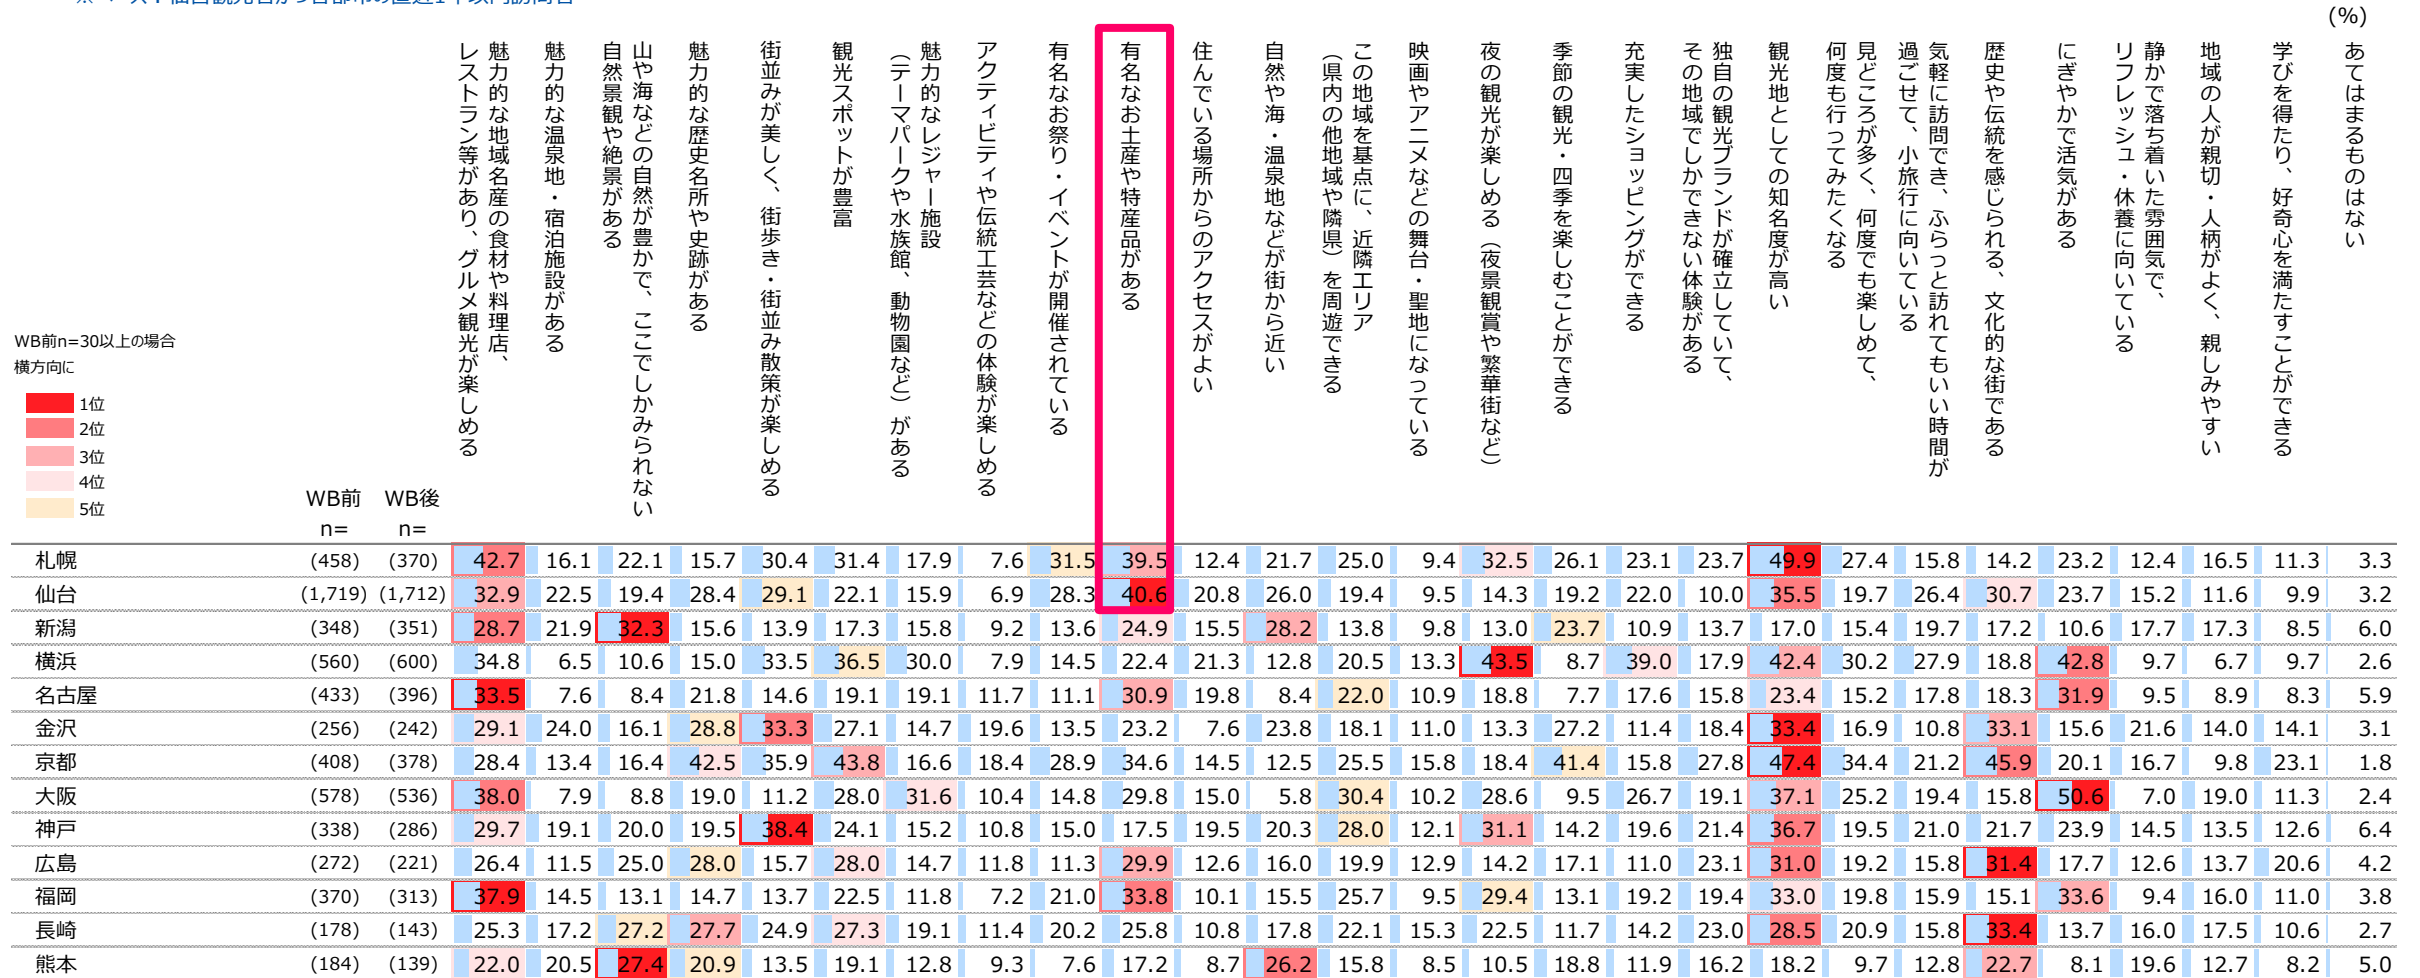 (%)
魅力的な地域名産の食材や料理店、
レストラン等があり、グルメ観光が楽しめる
魅力的な温泉地・宿泊施設がある
山や海などの自然が豊かで、ここでしかみられない
自然景観や絶景がある
魅力的な歴史名所や史跡がある
街並みが美しく、街歩き・街並み散策が楽しめる
観光スポットが豊富
魅力的なレジャー施設
（テーマパークや水族館、動物園など）がある
アクティビティや伝統工芸などの体験が楽しめる
有名なお祭り・イベントが開催されている
有名なお土産や特産品がある
住んでいる場所からのアクセスがよい
自然や海・温泉地などが街から近い
この地域を基点に、近隣エリア
（県内の他地域や隣県）を周遊できる
映画やアニメなどの舞台・聖地になっている
夜の観光が楽しめる（夜景観賞や繁華街など）
季節の観光・四季を楽しむことができる
充実したショッピングができる
独自の観光ブランドが確立していて、
その地域でしかできない体験がある
観光地としての知名度が高い
見どころが多く、何度でも楽しめて、
何度も行ってみたくなる
気軽に訪問でき、ふらっと訪れてもいい時間が
過ごせて、小旅行に向いている
歴史や伝統を感じられる、文化的な街である
にぎやかで活気がある
静かで落ち着いた雰囲気で、
リフレッシュ・休養に向いている
地域の人が親切・人柄がよく、親しみやすい
学びを得たり、好奇心を満たすことができる
あてはまるものはない
WB前n=30以上の場合
横方向に
1位
2位
3位
4位
5位
WB前 WB後
n= n=
札幌 (458) (370) 42.7 16.1 22.1 15.7 30.4 31.4 17.9 7.6 31.5 39.5 12.4 21.7 25.0 9.4 32.5 26.1 23.1 23.7 49.9 27.4 15.8 14.2 23.2 12.4 16.5 11.3 3.3
仙台 (1,719) (1,712) 32.9 22.5 19.4 28.4 29.1 22.1 15.9 6.9 28.3 40.6 20.8 26.0 19.4 9.5 14.3 19.2 22.0 10.0 35.5 19.7 26.4 30.7 23.7 15.2 11.6 9.9 3.2
新潟 (348) (351) 28.7 21.9 32.3 15.6 13.9 17.3 15.8 9.2 13.6 24.9 15.5 28.2 13.8 9.8 13.0 23.7 10.9 13.7 17.0 15.4 19.7 17.2 10.6 17.7 17.3 8.5 6.0
横浜 (560) (600) 34.8 6.5 10.6 15.0 33.5 36.5 30.0 7.9 14.5 22.4 21.3 12.8 20.5 13.3 43.5 8.7 39.0 17.9 42.4 30.2 27.9 18.8 42.8 9.7 6.7 9.7 2.6
名古屋 (433) (396) 33.5 7.6 8.4 21.8 14.6 19.1 19.1 11.7 11.1 30.9 19.8 8.4 22.0 10.9 18.8 7.7 17.6 15.8 23.4 15.2 17.8 18.3 31.9 9.5 8.9 8.3 5.9
金沢 (256) (242) 29.1 24.0 16.1 28.8 33.3 27.1 14.7 19.6 13.5 23.2 7.6 23.8 18.1 11.0 13.3 27.2 11.4 18.4 33.4 16.9 10.8 33.1 15.6 21.6 14.0 14.1 3.1
京都 (408) (378) 28.4 13.4 16.4 42.5 35.9 43.8 16.6 18.4 28.9 34.6 14.5 12.5 25.5 15.8 18.4 41.4 15.8 27.8 47.4 34.4 21.2 45.9 20.1 16.7 9.8 23.1 1.8
大阪 (578) (536) 38.0 7.9 8.8 19.0 11.2 28.0 31.6 10.4 14.8 29.8 15.0 5.8 30.4 10.2 28.6 9.5 26.7 19.1 37.1 25.2 19.4 15.8 50.6 7.0 19.0 11.3 2.4
神戸 (338) (286) 29.7 19.1 20.0 19.5 38.4 24.1 15.2 10.8 15.0 17.5 19.5 20.3 28.0 12.1 31.1 14.2 19.6 21.4 36.7 19.5 21.0 21.7 23.9 14.5 13.5 12.6 6.4
広島 (272) (221) 26.4 11.5 25.0 28.0 15.7 28.0 14.7 11.8 11.3 29.9 12.6 16.0 19.9 12.9 14.2 17.1 11.0 23.1 31.0 19.2 15.8 31.4 17.7 12.6 13.7 20.6 4.2
福岡 (370) (313) 37.9 14.5 13.1 14.7 13.7 22.5 11.8 7.2 21.0 33.8 10.1 15.5 25.7 9.5 29.4 13.1 19.2 19.4 33.0 19.8 15.9 15.1 33.6 9.4 16.0 11.0 3.8
長崎 (178) (143) 25.3 17.2 27.2 27.7 24.9 27.3 19.1 11.4 20.2 25.8 10.8 17.8 22.1 15.3 22.5 11.7 14.2 23.0 28.5 20.9 15.8 33.4 13.7 16.0 17.5 10.6 2.7
熊本 (184) (139) 22.0 20.5 27.4 20.9 13.5 19.1 12.8 9.3 7.6 17.2 8.7 26.2 15.8 8.5 10.5 18.8 11.9 16.2 18.2 9.7 12.8 22.7 8.1 19.6 12.7 8.2 5.0